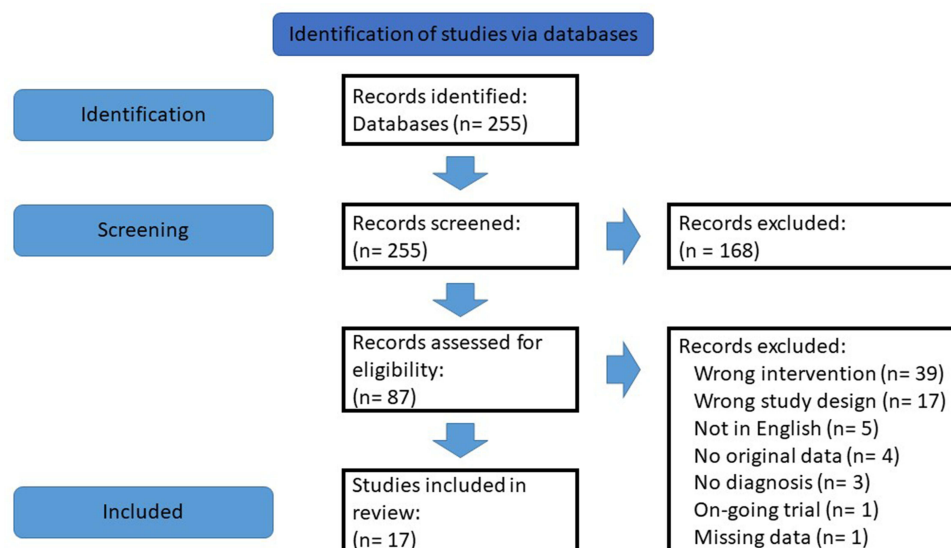 Identification of studies via databases
Identification
Records identified:
Databases (n= 255)
Screening
Records screened:
(n= 255)
Records excluded:
(n = 168)
Records assessed for
eligibility:
(n= 87)
Records excluded:
Wrong intervention (n= 39)
Wrong study design (n= 17)
Not in English (n= 5)
No original data (n= 4)
No diagnosis (n= 3)
On-going trial (n= 1)
Missing data (n= 1)
Included
Studies included in
review:
(n= 17)